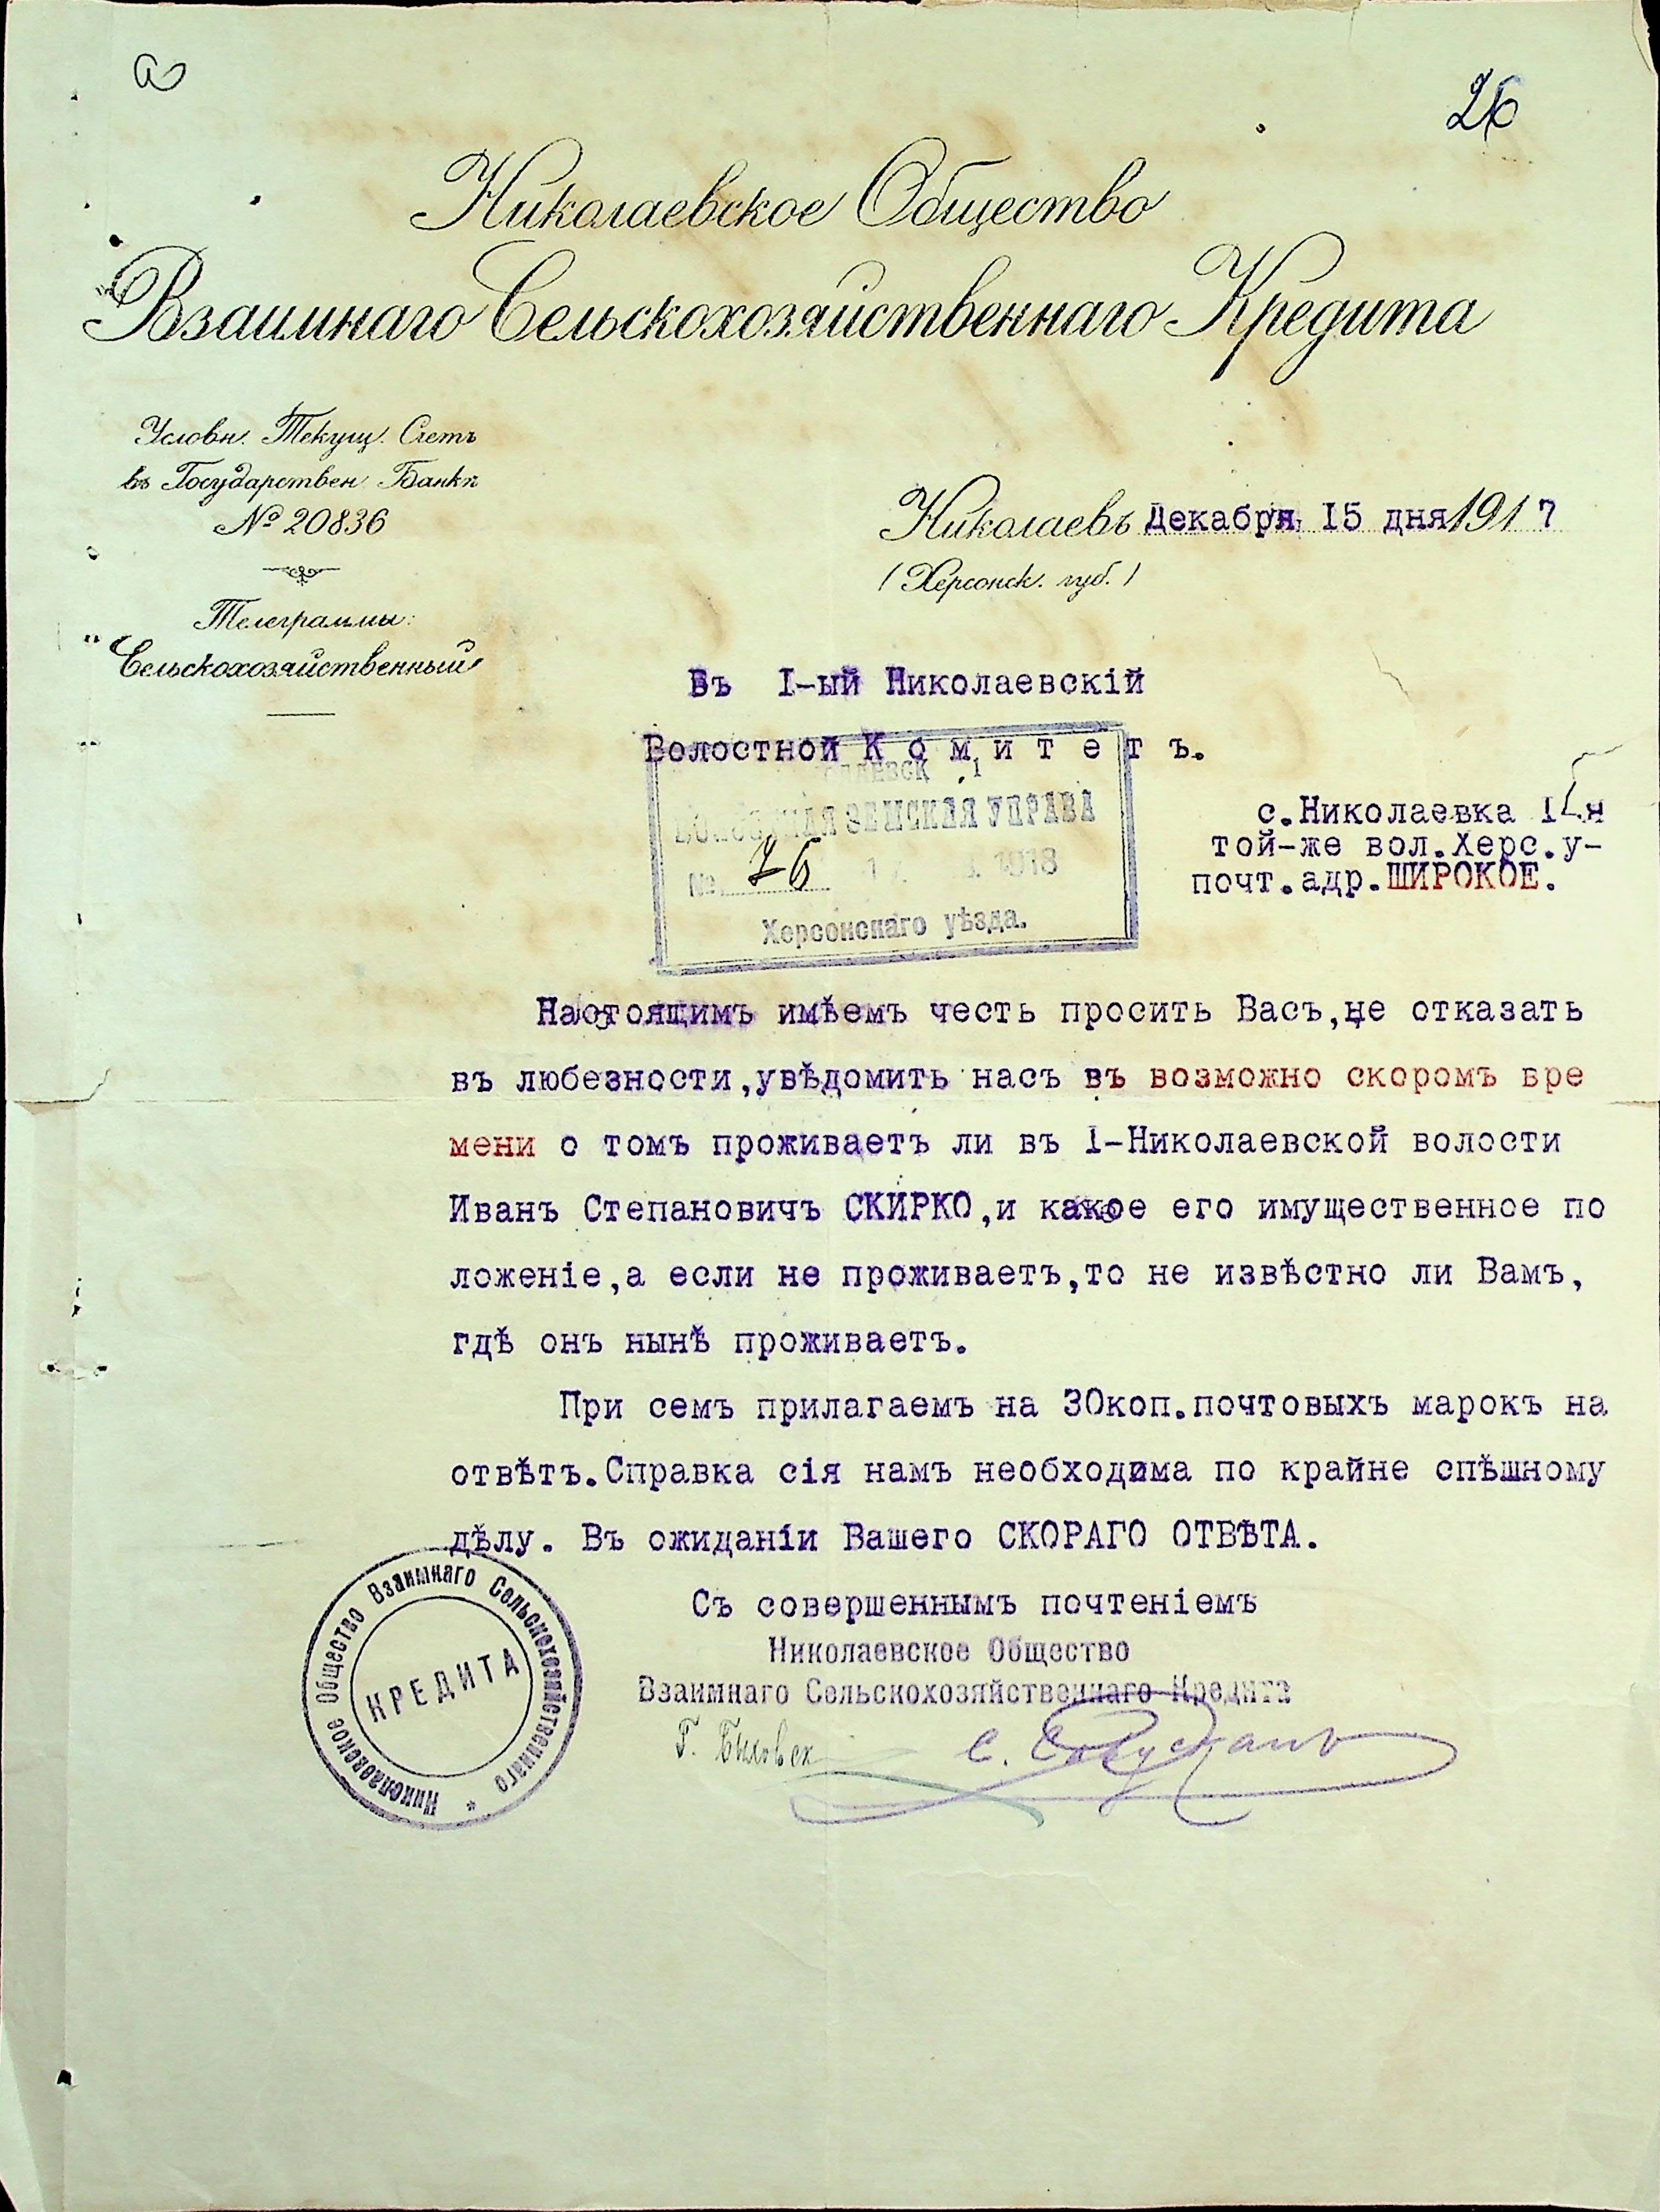 26
Николаевское Общество
Взаимнаго Сельскохозяйственнаго Кредита
Условн. Текущ. Счетъ
въ Государствен. Банкѣ
№ 20836
Телеграммы:
"Сельскохозяйственный"
Николаевъ Декабря 15 дня 1917
(Херсонск. губ.)
Въ I-ый Николаевскій
Волостной К о м и т е т ъ.
ВОЛОСТНАЯ ЗЕМСКАЯ УПРАВА
№ 76 1918
Херсонскаго уѣзда.
с.Николаевка I-я
той-же вол.Херс.у-
почт.адр.ШИРОКОЕ.
Настоящимъ имѣемъ честь просить Васъ,не отказать
въ любезности,увѣдомить насъ въ возможно скоромъ вре
мени о томъ проживаетъ ли въ I-Николаевской волости
Иванъ Степановичъ СКИРКО,и какое его имущественное по
ложеніе,а если не проживаетъ,то не извѣстно ли Вамъ,
гдѣ онъ нынѣ проживаетъ.
При семъ прилагаемъ на 30коп.почтовыхъ марокъ на
отвѣтъ.Справка сія намъ необходима по крайне спѣшному
дѣлу. Въ ожиданіи Вашего СКОРАГО ОТВѢТА.
Съ совершеннымъ почтеніемъ
Николаевское Общество
Взаимнаго Сельскохозяйственнаго Кредита
Николаевское Общество Взаимнаго Сельскохозяйственнаго *
КРЕДИТА